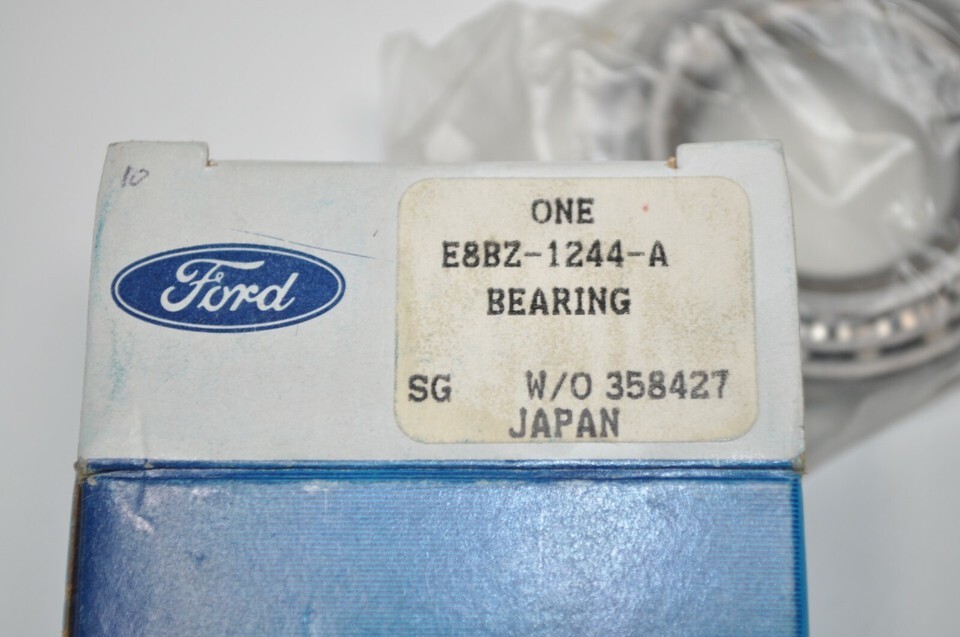 10
Ford
ONE
E8BZ-1244-A
BEARING
SG W/O 358427
JAPAN